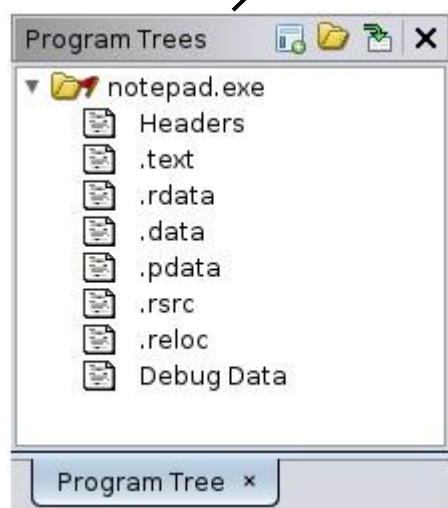 Program Trees
notepad.exe
Headers
.text
.rdata
.data
.pdata
.rsrc
.reloc
Debug Data
Program Tree ×